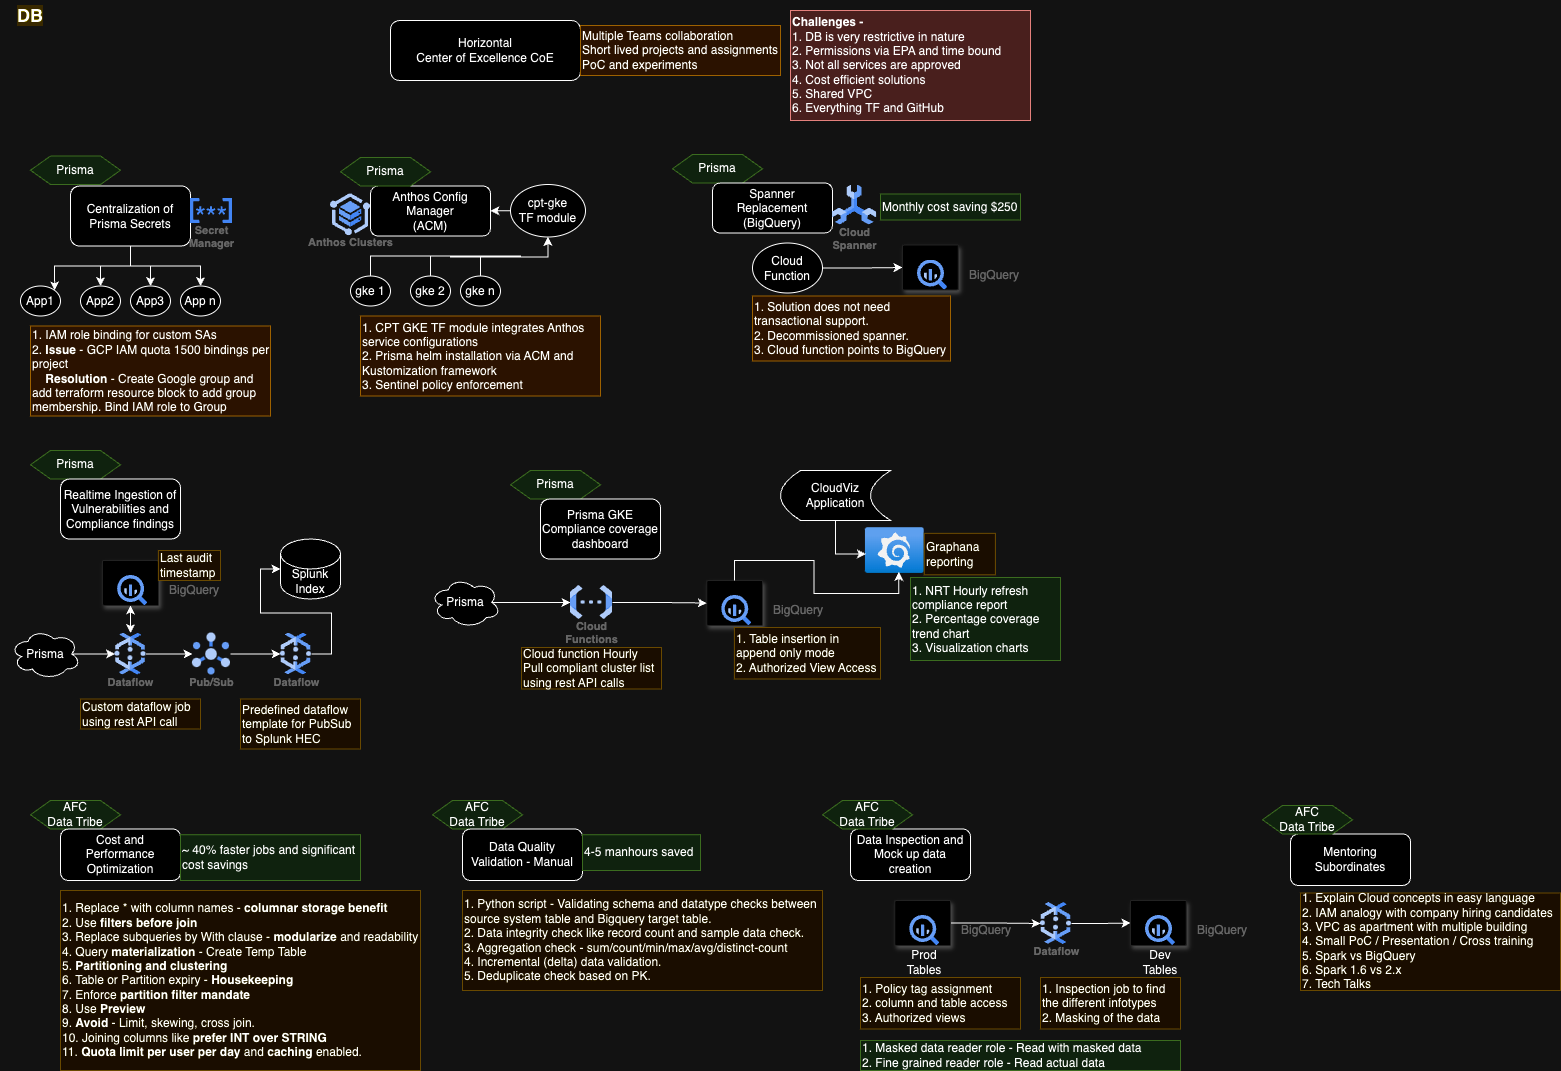 DB
Horizontal
Center of Excellence CoE
Multiple Teams collaboration
Short lived projects and assignments
PoC and experiments
Challenges -
1. DB is very restrictive in nature
2. Permissions via EPA and time bound
3. Not all services are approved
4. Cost efficient solutions
5. Shared VPC
6. Everything TF and GitHub
Prisma
Centralization of
Prisma Secrets
Secret
Manager
App1
App2
App3
App n
1. IAM role binding for custom SAs
2. Issue - GCP IAM quota 1500 bindings per
project
Resolution - Create Google group and
add terraform resource block to add group
membership. Bind IAM role to Group
Prisma
Anthos Config
Manager
(ACM)
Anthos Clusters
cpt-gke
TF module
gke 1
gke 2
gke n
1. CPT GKE TF module integrates Anthos
service configurations
2. Prisma helm installation via ACM and
Kustomization framework
3. Sentinel policy enforcement
Prisma
Spanner
Replacement
(BigQuery)
Cloud
Spanner
Monthly cost saving $250
Cloud
Function
BigQuery
1. Solution does not need
transactional support.
2. Decommissioned spanner.
3. Cloud function points to BigQuery
Prisma
Realtime Ingestion of
Vulnerabilities and
Compliance findings
Last audit
timestamp
BigQuery
Splunk
Index
Prisma
Dataflow
Pub/Sub
Dataflow
Custom dataflow job
using rest API call
Predefined dataflow
template for PubSub
to Splunk HEC
Prisma
Prisma GKE
Compliance coverage
dashboard
CloudViz
Application
Graphana
reporting
Prisma
Cloud
Functions
BigQuery
Cloud function Hourly
Pull compliant cluster list
using rest API calls
1. Table insertion in
append only mode
2. Authorized View Access
1. NRT Hourly refresh
compliance report
2. Percentage coverage
trend chart
3. Visualization charts
AFC
Data Tribe
Cost and
Performance
Optimization
~ 40% faster jobs and significant
cost savings
1. Replace * with column names - columnar storage benefit
2. Use filters before join
3. Replace subqueries by With clause - modularize and readability
4. Query materialization - Create Temp Table
5. Partitioning and clustering
6. Table or Partition expiry - Housekeeping
7. Enforce partition filter mandate
8. Use Preview
9. Avoid - Limit, skewing, cross join.
10. Joining columns like prefer INT over STRING
11. Quota limit per user per day and caching enabled.
AFC
Data Tribe
Data Quality
Validation - Manual
4-5 manhours saved
1. Python script - Validating schema and datatype checks between
source system table and Bigquery target table.
2. Data integrity check like record count and sample data check.
3. Aggregation check - sum/count/min/max/avg/distinct-count
4. Incremental (delta) data validation.
5. Deduplicate check based on PK.
AFC
Data Tribe
Data Inspection and
Mock up data
creation
BigQuery
Prod
Tables
Dataflow
BigQuery
Dev
Tables
1. Policy tag assignment
2. column and table access
3. Authorized views
1. Inspection job to find
the different infotypes
2. Masking of the data
1. Masked data reader role - Read with masked data
2. Fine grained reader role - Read actual data
AFC
Data Tribe
Mentoring
Subordinates
1. Explain Cloud concepts in easy language
2. IAM analogy with company hiring candidates
3. VPC as apartment with multiple building
4. Small PoC / Presentation / Cross training
5. Spark vs BigQuery
6. Spark 1.6 vs 2.x
7. Tech Talks